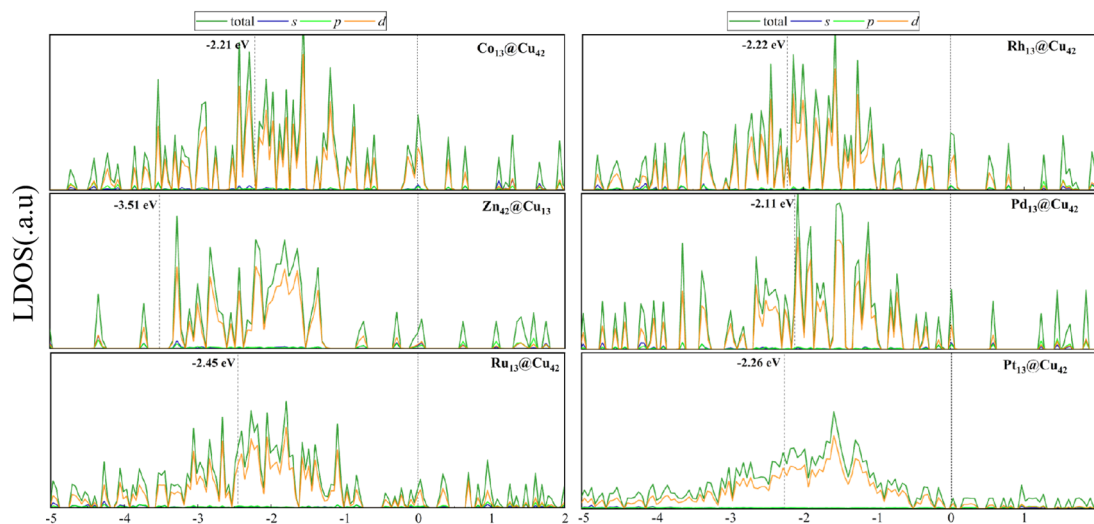 total s p d
total s p d
-2.21 eV
Co13@Cu42
-2.22 eV
Rh13@Cu42
-3.51 eV
Zn42@Cu13
-2.11 eV
Pd13@Cu42
-2.45 eV
Ru13@Cu42
-2.26 eV
Pt13@Cu42
LDOS(.a.u)
-5 -4 -3 -2 -1 0 1 2
-5 -4 -3 -2 -1 0 1